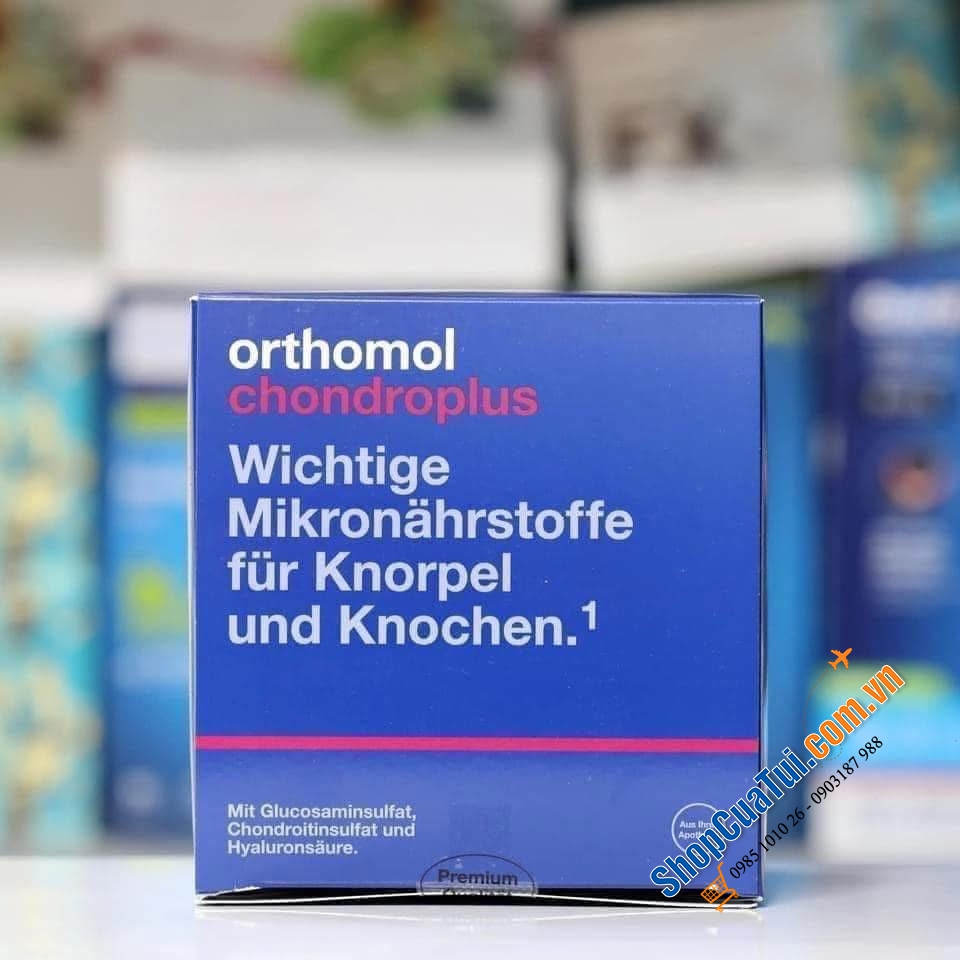 orthomol
chondroplus
Wichtige
Mikronährstoffe
für Knorpel
und Knochen.¹
Mit Glucosaminsulfat,
Chondroitinsulfat und
Hyaluronsäure.
Aus
Premium
ShopCuaTui.com.vn
0985 1010 26 - 0903187 988